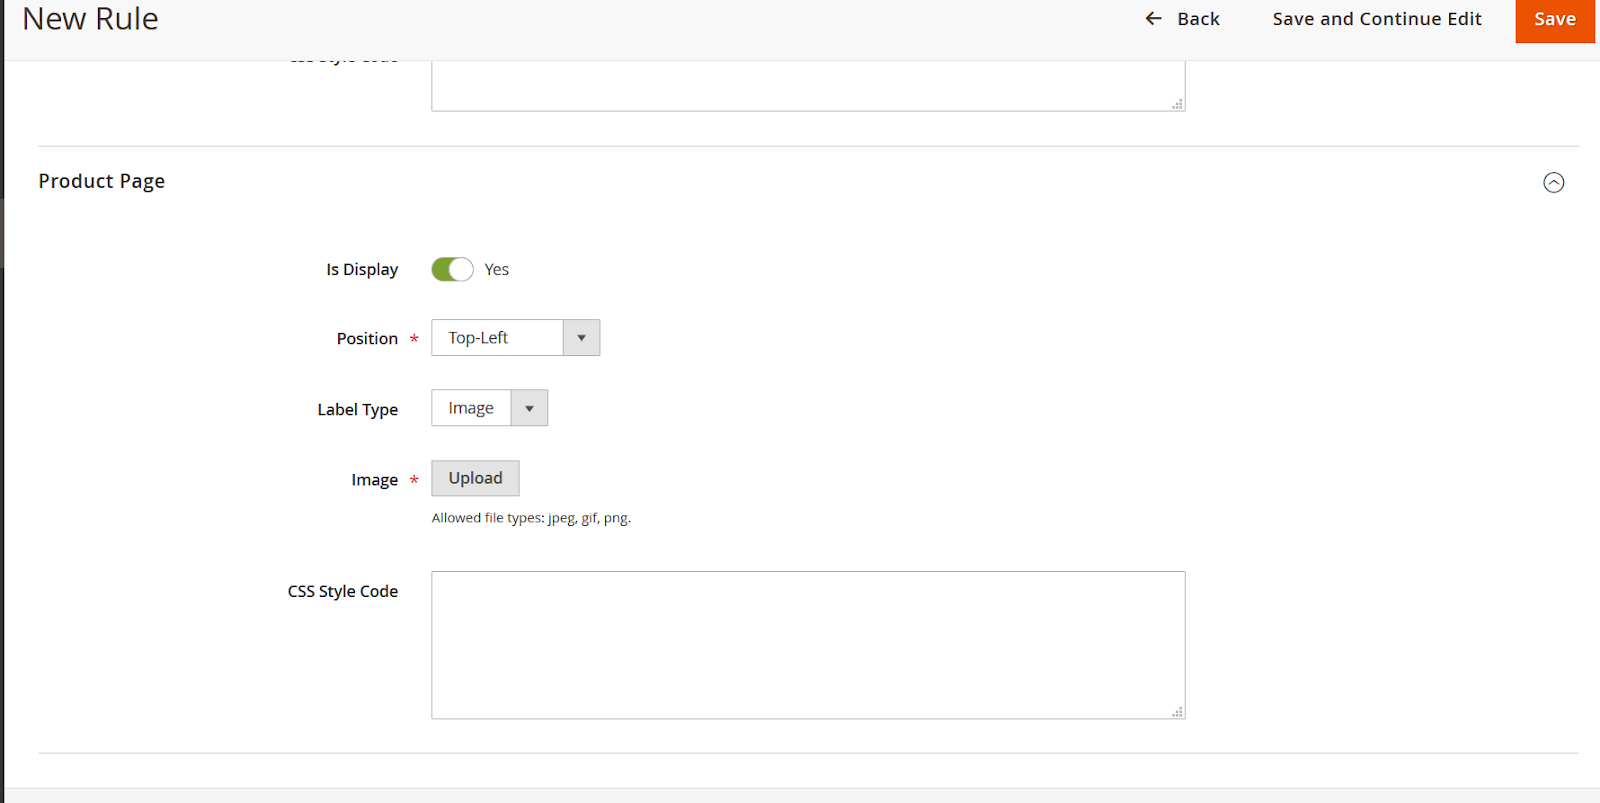 New Rule
Back
Save and Continue Edit
Save
Product Page
Is Display
Yes
Position *
Top-Left
Label Type
Image
Image *
Upload
Allowed file types: jpeg, gif, png.
CSS Style Code